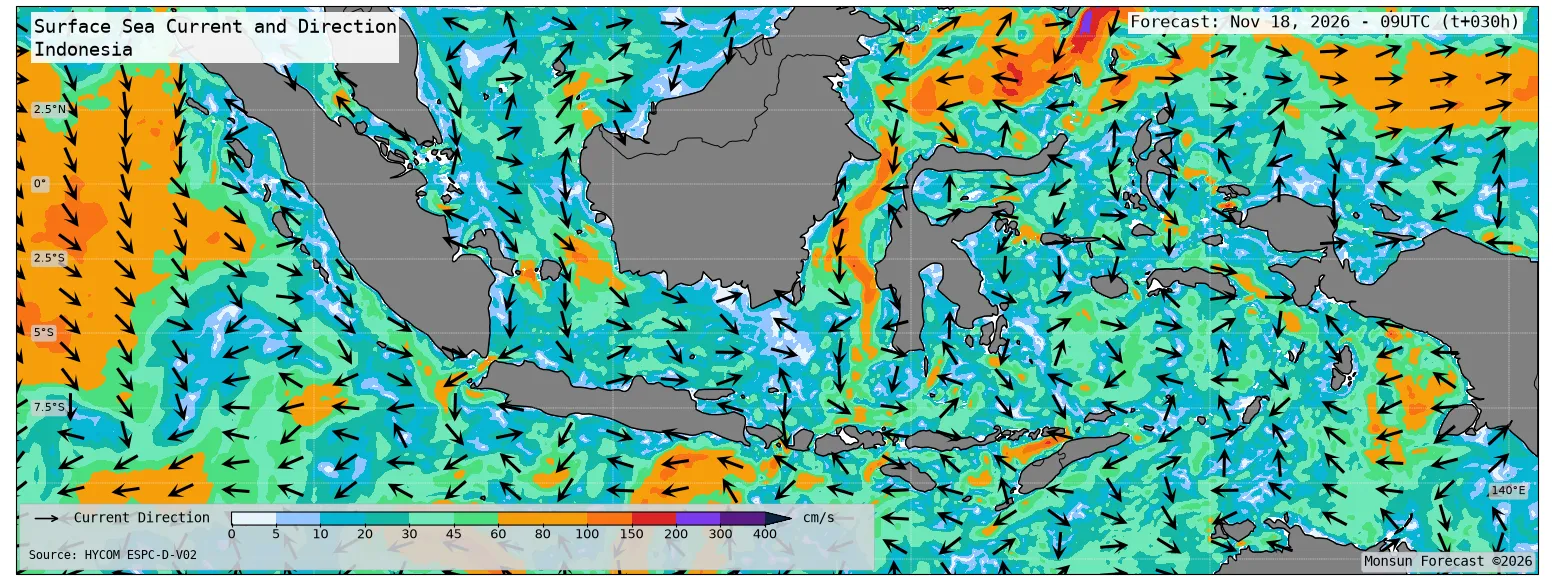 Surface Sea Current and Direction
Indonesia
Forecast: Nov 18, 2026 - 09UTC (t+030h)
2.5°N
0°
2.5°S
5°S
7.5°S
140°E
Current Direction
0 5 10 20 30 45 60 80 100 150 200 300 400 cm/s
Source: HYCOM ESPC-D-V02
Monsun Forecast ©2026